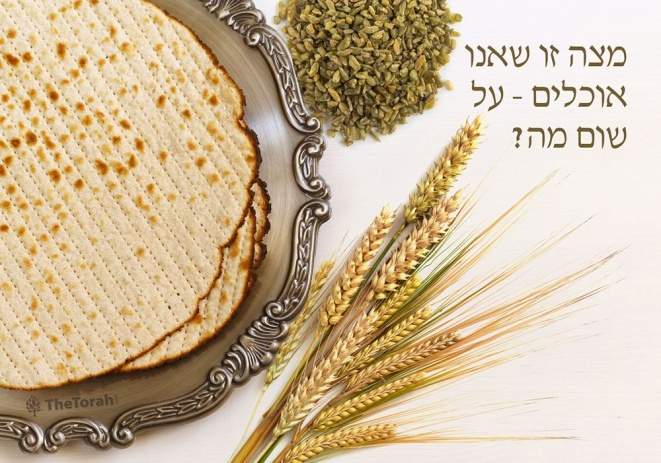 מצה זו שאנו
אוכלים - על
שום מה?
TheTorah